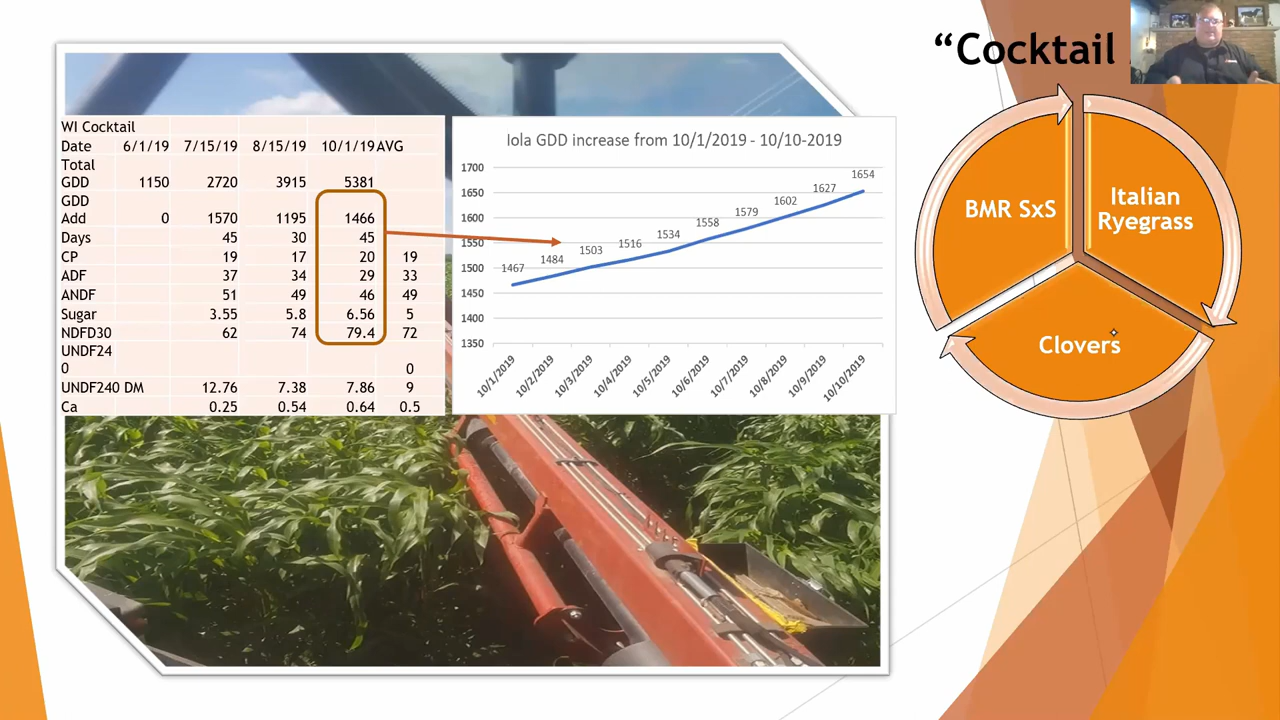 “Cocktail
WI Cocktail
Date 6/1/19 7/15/19 8/15/19 10/1/19 AVG
Total
GDD 1150 2720 3915 5381
GDD
Add 0 1570 1195 1466
Days 45 30 45
CP 19 17 20 19
ADF 37 34 29 33
ANDF 51 49 46 49
Sugar 3.55 5.8 6.56 5
NDFD30 62 74 79.4 72
UNDF24
0 0
UNDF240 DM 12.76 7.38 7.86 9
Ca 0.25 0.54 0.64 0.5
Iola GDD increase from 10/1/2019 - 10/10-2019
1700
1650
1600
1550
1500
1450
1400
1350
1467 1484 1503 1516 1534 1558 1579 1602 1627 1654
10/1/2019 10/2/2019 10/3/2019 10/4/2019 10/5/2019 10/6/2019 10/7/2019 10/8/2019 10/9/2019 10/10/2019
BMR SxS
Italian
Ryegrass
Clovers